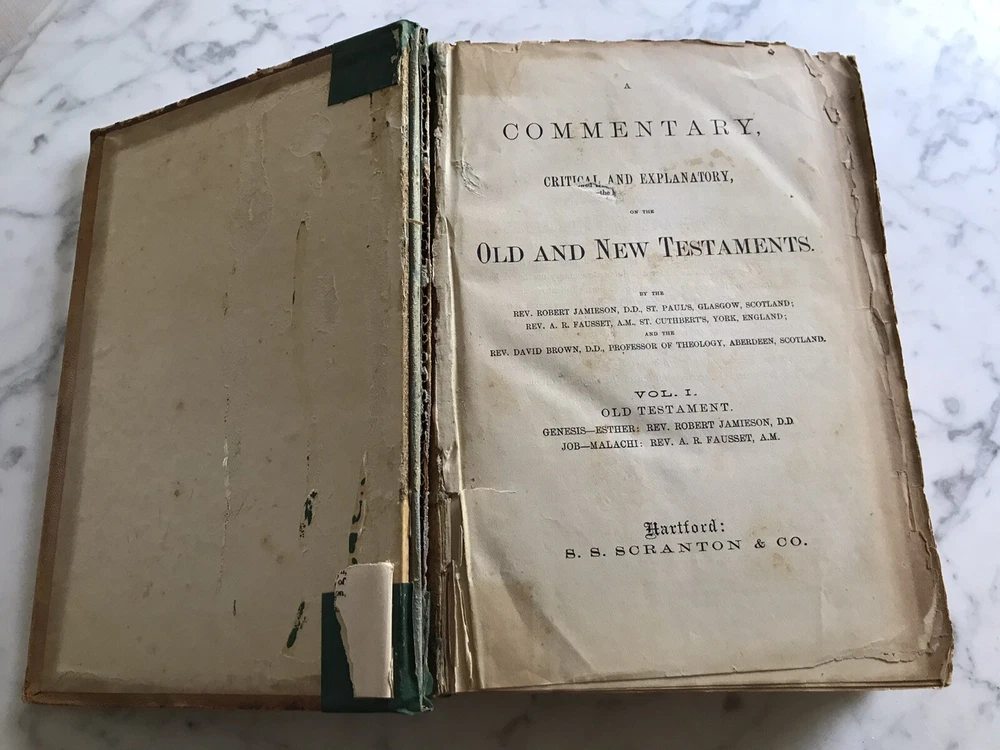 A
COMMENTARY,
CRITICAL AND EXPLANATORY,
the
ON THE
OLD AND NEW TESTAMENTS.
BY THE
REV. ROBERT JAMIESON, D.D., ST. PAUL'S, GLASGOW, SCOTLAND;
REV. A. R. FAUSSET, A.M., ST. CUTHBERT'S, YORK, ENGLAND;
AND THE
REV. DAVID BROWN, D.D., PROFESSOR OF THEOLOGY, ABERDEEN, SCOTLAND.
VOL. I.
OLD TESTAMENT.
GENESIS—ESTHER: REV. ROBERT JAMIESON, D.D
JOB—MALACHI: REV. A. R. FAUSSET, A.M.
Hartford:
S. S. SCRANTON & CO.